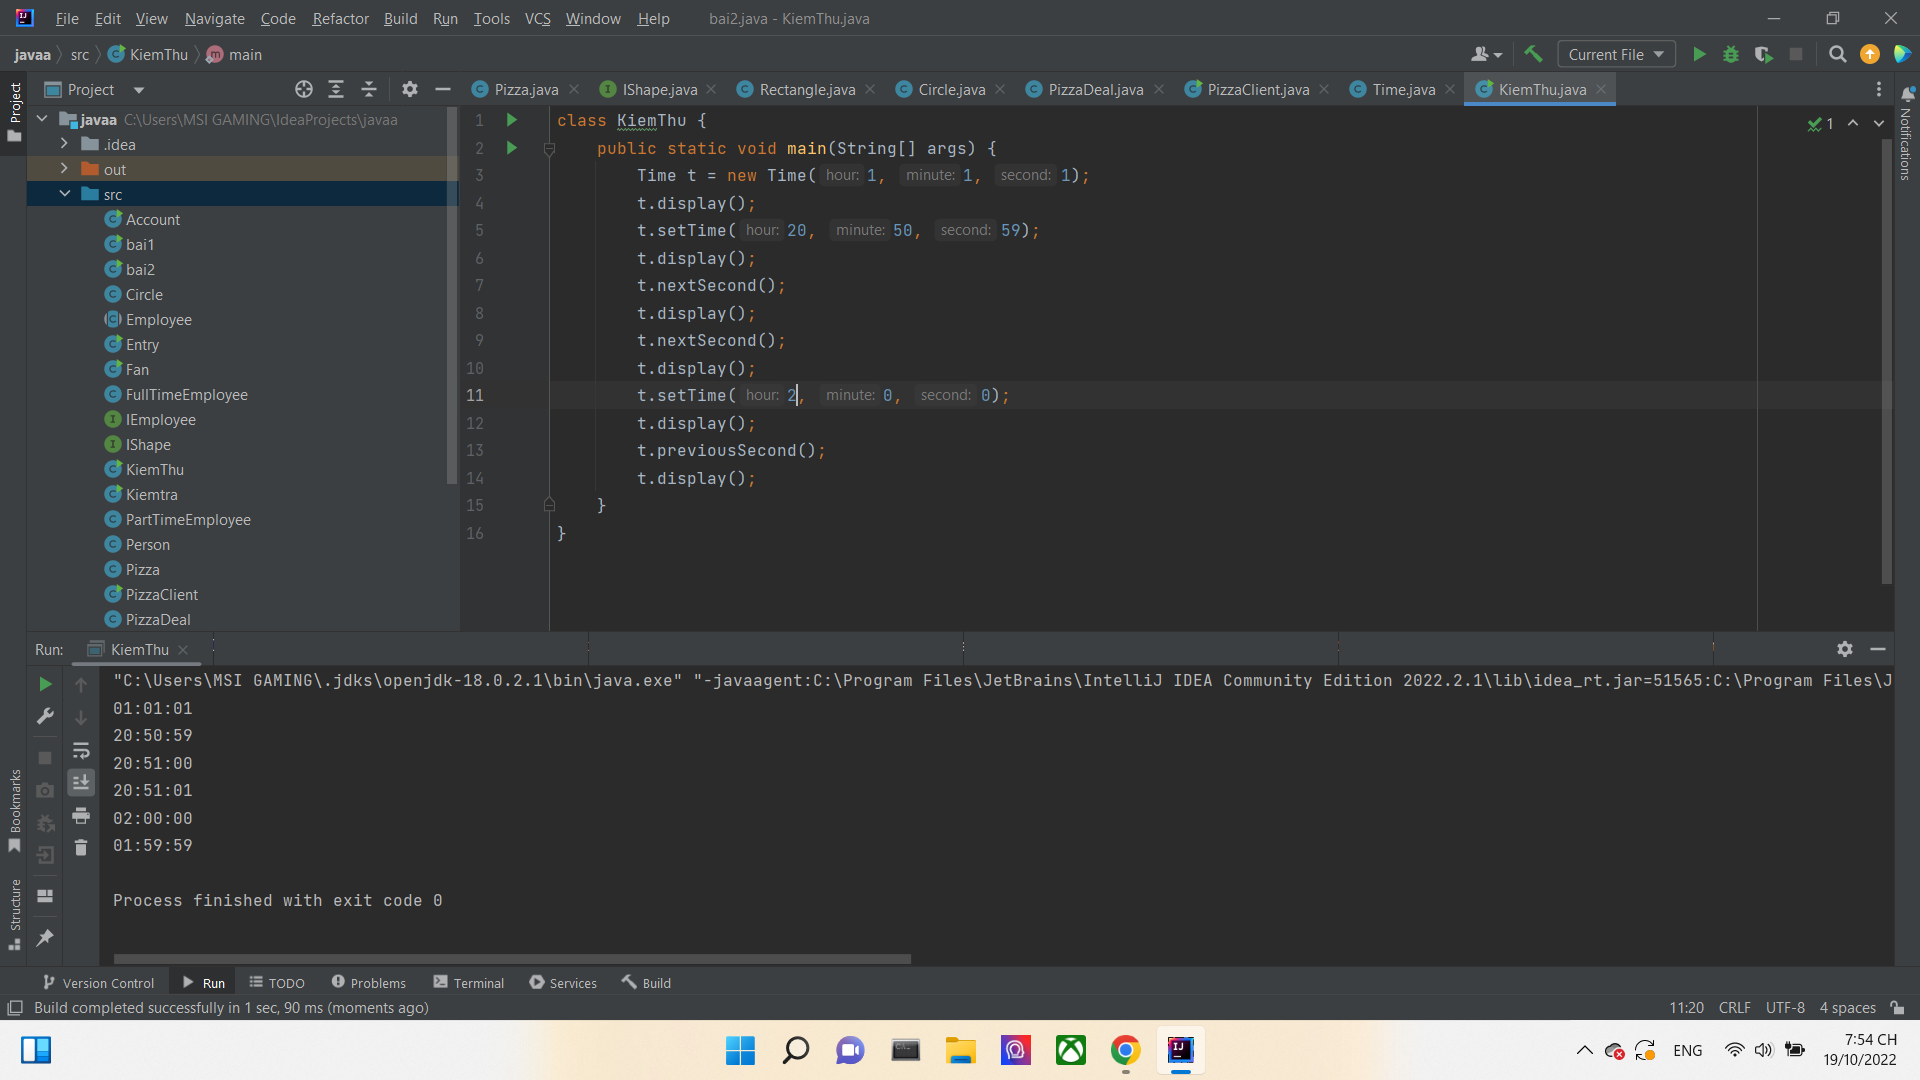 File Edit View Navigate Code Refactor Build Run Tools VCS Window Help bai2.java - KiemThu.java
javaa src KiemThu main Current File
Project Pizza.java IShape.java Rectangle.java Circle.java PizzaDeal.java PizzaClient.java Time.java KiemThu.java
Project
Notifications
javaa C:\Users\MSI GAMING\IdeaProjects\javaa
.idea
out
src
Account
bai1
bai2
Circle
Employee
Entry
Fan
FullTimeEmployee
IEmployee
IShape
KiemThu
Kiemtra
PartTimeEmployee
Person
Pizza
PizzaClient
PizzaDeal
1 class KiemThu {
2 public static void main(String[] args) {
3 Time t = new Time( hour: 1, minute: 1, second: 1);
4 t.display();
5 t.setTime( hour: 20, minute: 50, second: 59);
6 t.display();
7 t.nextSecond();
8 t.display();
9 t.nextSecond();
10 t.display();
11 t.setTime( hour: 2, minute: 0, second: 0);
12 t.display();
13 t.previousSecond();
14 t.display();
15 }
16 }
1
Run: KiemThu
"C:\Users\MSI GAMING\.jdks\openjdk-18.0.2.1\bin\java.exe" "-javaagent:C:\Program Files\JetBrains\IntelliJ IDEA Community Edition 2022.2.1\lib\idea_rt.jar=51565:C:\Program Files\J
01:01:01
20:50:59
20:51:00
20:51:01
02:00:00
01:59:59
Process finished with exit code 0
Bookmarks
Structure
Version Control Run TODO Problems Terminal Services Build
Build completed successfully in 1 sec, 90 ms (moments ago) 11:20 CRLF UTF-8 4 spaces
ENG 7:54 CH
19/10/2022